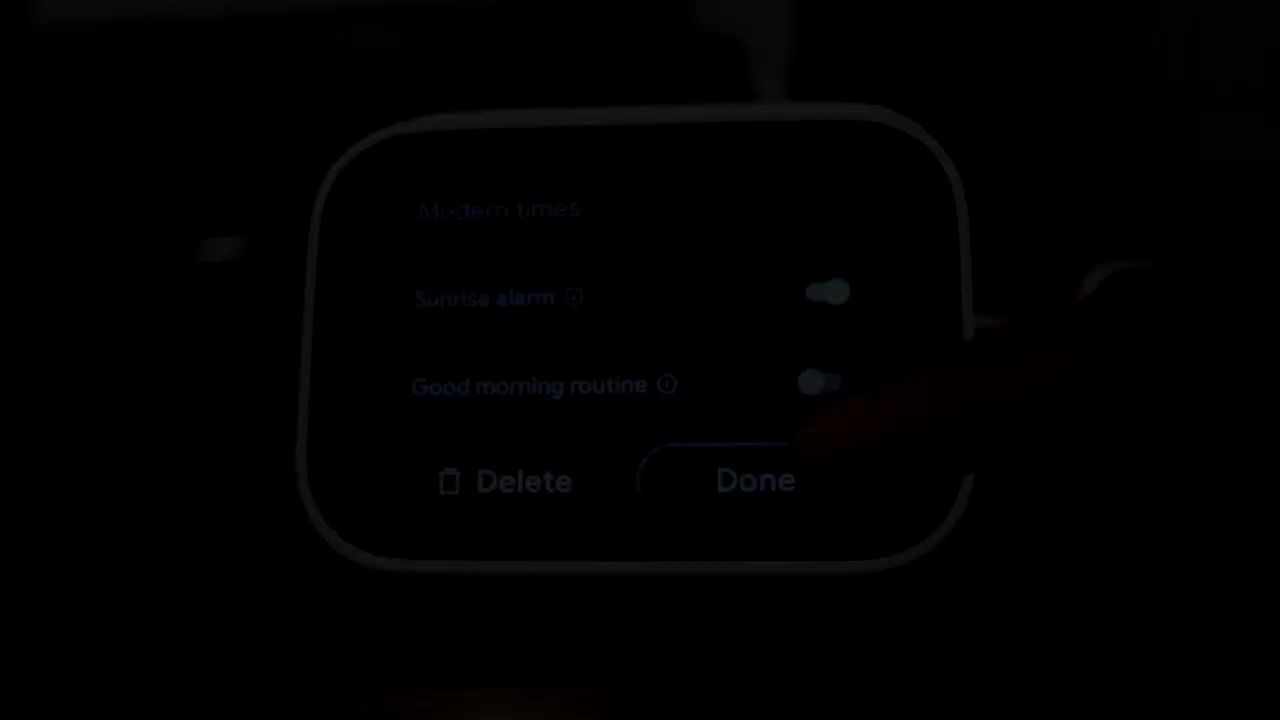 Modern times
Sunrise alarm
Good morning routine
Delete
Done